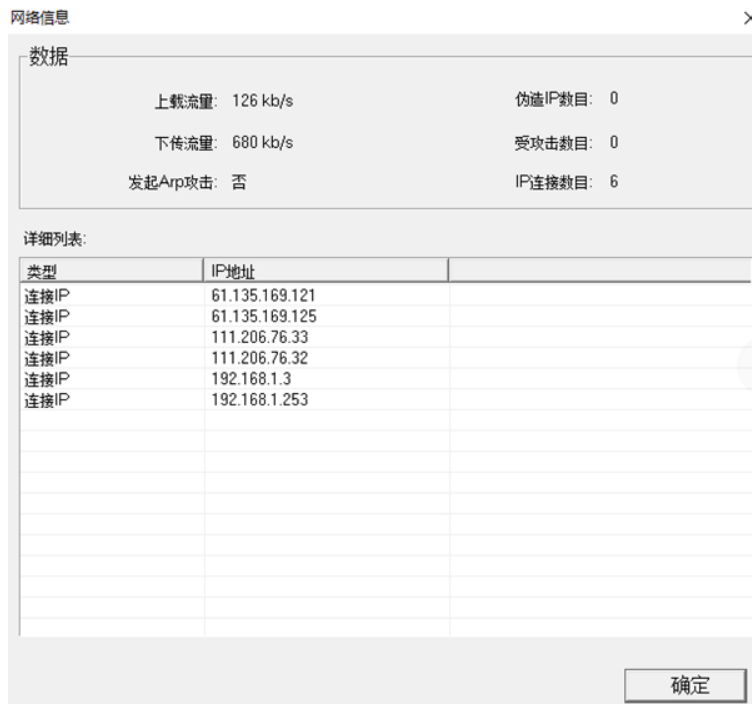 网络信息
数据
上载流量: 126 kb/s 伪造IP数目: 0
下传流量: 680 kb/s 受攻击数目: 0
发起Arp攻击: 否 IP连接数目: 6
详细列表:
类型 IP地址
连接IP 61.135.169.121
连接IP 61.135.169.125
连接IP 111.206.76.33
连接IP 111.206.76.32
连接IP 192.168.1.3
连接IP 192.168.1.253
确定